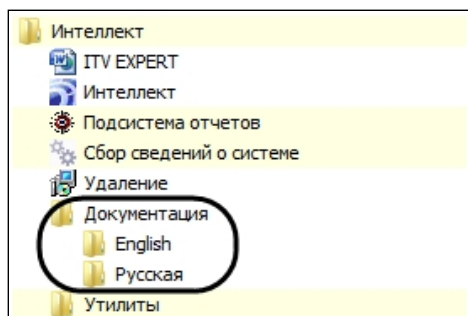 Интеллект
ITV EXPERT
Интеллект
Подсистема отчетов
Сбор сведений о системе
Удаление
Документация
English
Русская
Утилиты